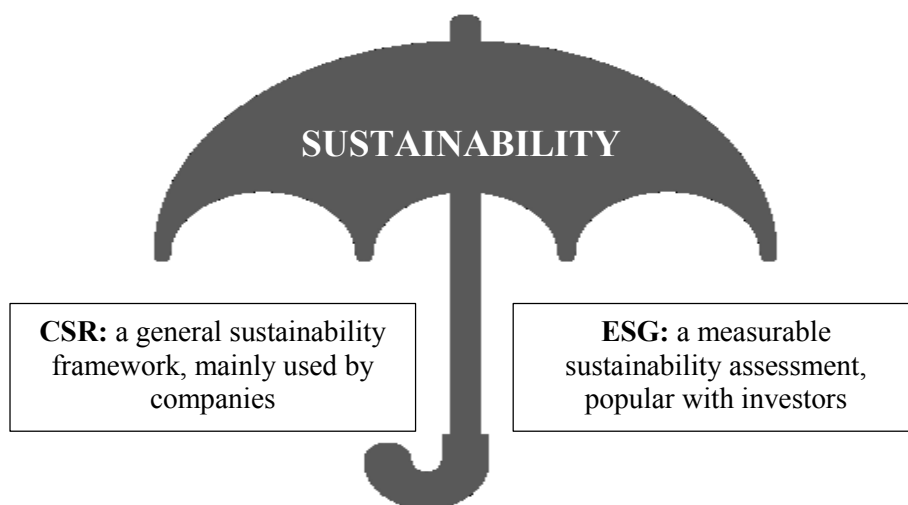 SUSTAINABILITY
CSR: a general sustainability
framework, mainly used by
companies
ESG: a measurable
sustainability assessment,
popular with investors